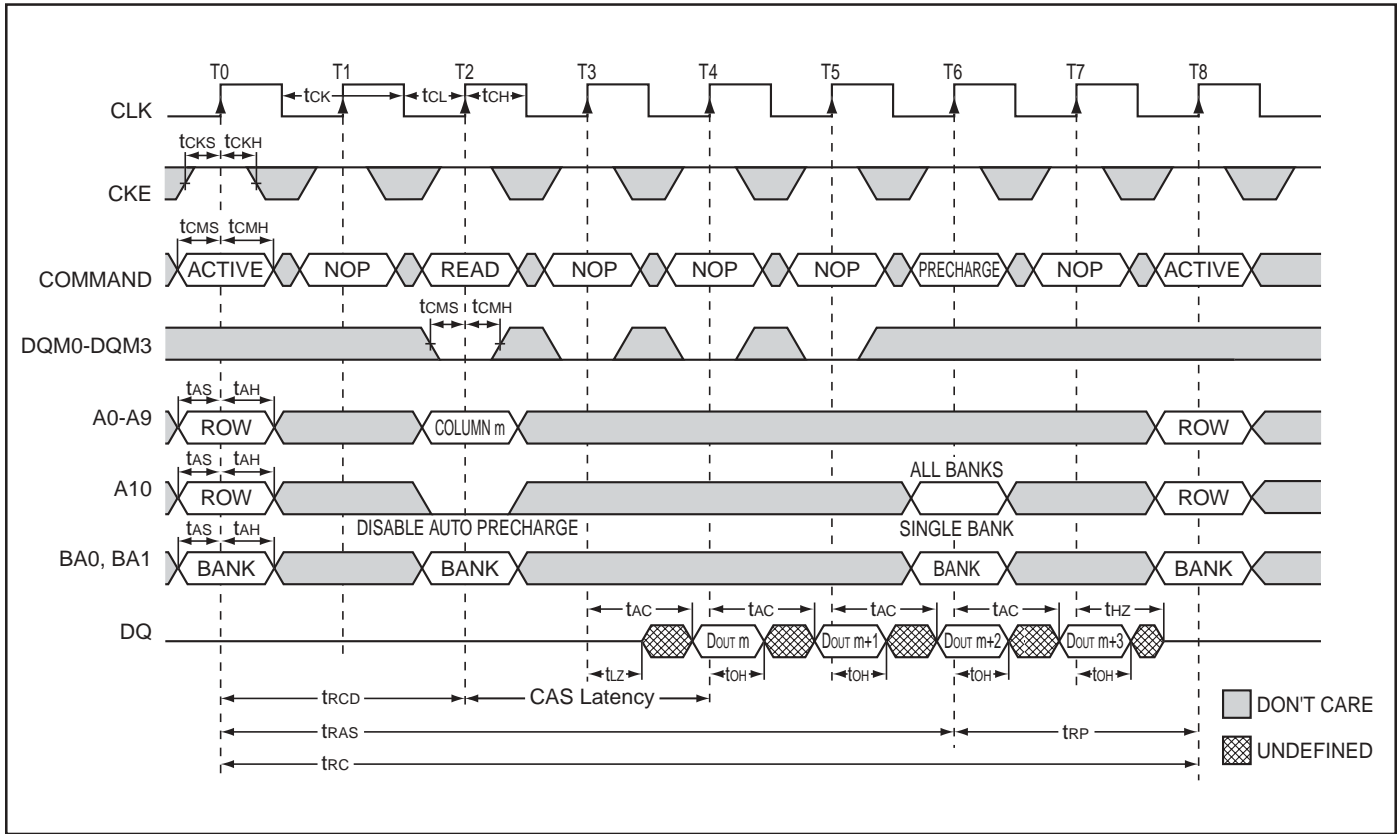 T0 T1 T2 T3 T4 T5 T6 T7 T8
tCK tCL tCH
CLK
tCKS tCKH
CKE
tCMS tCMH
COMMAND ACTIVE NOP READ NOP NOP NOP PRECHARGE NOP ACTIVE
tCMS tCMH
DQM0-DQM3
tAS tAH
A0-A9 ROW COLUMN m ROW
tAS tAH ALL BANKS
A10 ROW ROW
DISABLE AUTO PRECHARGE SINGLE BANK
tAS tAH
BA0, BA1 BANK BANK BANK BANK
tAC tAC tAC tAC tHZ
DQ DOUT m DOUT m+1 DOUT m+2 DOUT m+3
tLZ tOH tOH tOH tOH
tRCD CAS Latency
tRAS tRP
tRC
DON'T CARE
UNDEFINED